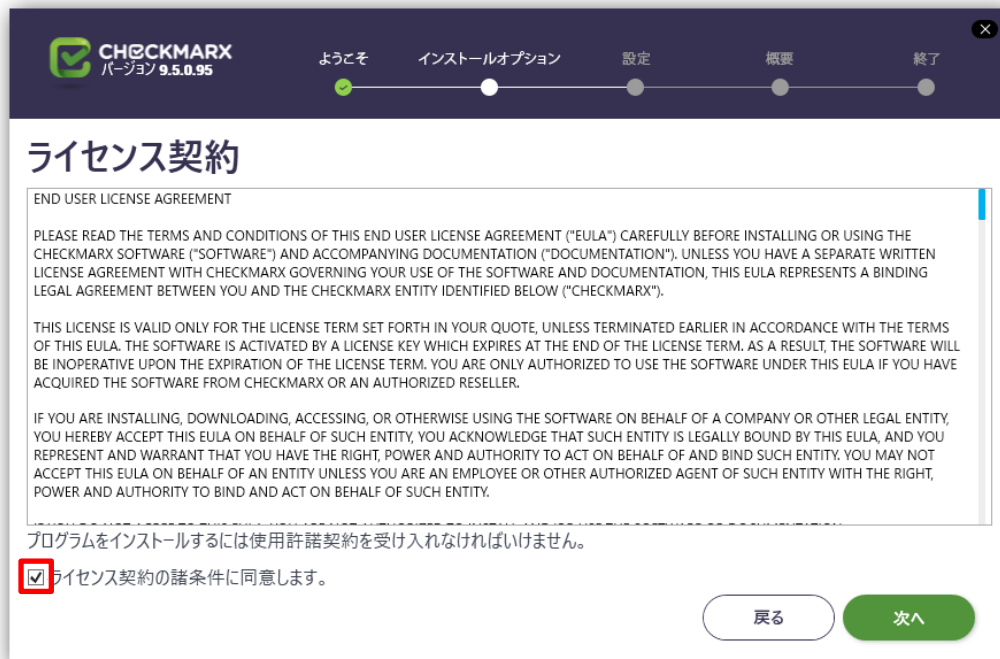 CHECKMARX
バージョン 9.5.0.95
ようこそ
インストールオプション
設定
概要
終了
ライセンス契約
END USER LICENSE AGREEMENT
PLEASE READ THE TERMS AND CONDITIONS OF THIS END USER LICENSE AGREEMENT ("EULA") CAREFULLY BEFORE INSTALLING OR USING THE
CHECKMARX SOFTWARE ("SOFTWARE") AND ACCOMPANYING DOCUMENTATION ("DOCUMENTATION"). UNLESS YOU HAVE A SEPARATE WRITTEN
LICENSE AGREEMENT WITH CHECKMARX GOVERNING YOUR USE OF THE SOFTWARE AND DOCUMENTATION, THIS EULA REPRESENTS A BINDING
LEGAL AGREEMENT BETWEEN YOU AND THE CHECKMARX ENTITY IDENTIFIED BELOW ("CHECKMARX").
THIS LICENSE IS VALID ONLY FOR THE LICENSE TERM SET FORTH IN YOUR QUOTE, UNLESS TERMINATED EARLIER IN ACCORDANCE WITH THE TERMS
OF THIS EULA. THE SOFTWARE IS ACTIVATED BY A LICENSE KEY WHICH EXPIRES AT THE END OF THE LICENSE TERM. AS A RESULT, THE SOFTWARE WILL
BE INOPERATIVE UPON THE EXPIRATION OF THE LICENSE TERM. YOU ARE ONLY AUTHORIZED TO USE THE SOFTWARE UNDER THIS EULA IF YOU HAVE
ACQUIRED THE SOFTWARE FROM CHECKMARX OR AN AUTHORIZED RESELLER.
IF YOU ARE INSTALLING, DOWNLOADING, ACCESSING, OR OTHERWISE USING THE SOFTWARE ON BEHALF OF A COMPANY OR OTHER LEGAL ENTITY,
YOU HEREBY ACCEPT THIS EULA ON BEHALF OF SUCH ENTITY, YOU ACKNOWLEDGE THAT SUCH ENTITY IS LEGALLY BOUND BY THIS EULA, AND YOU
REPRESENT AND WARRANT THAT YOU HAVE THE RIGHT, POWER AND AUTHORITY TO ACT ON BEHALF OF AND BIND SUCH ENTITY. YOU MAY NOT
ACCEPT THIS EULA ON BEHALF OF AN ENTITY UNLESS YOU ARE AN EMPLOYEE OR OTHER AUTHORIZED AGENT OF SUCH ENTITY WITH THE RIGHT,
POWER AND AUTHORITY TO BIND AND ACT ON BEHALF OF SUCH ENTITY.
プログラムをインストールするには使用許諾契約を受け入れなければいけません。
ライセンス契約の諸条件に同意します。
戻る
次へ